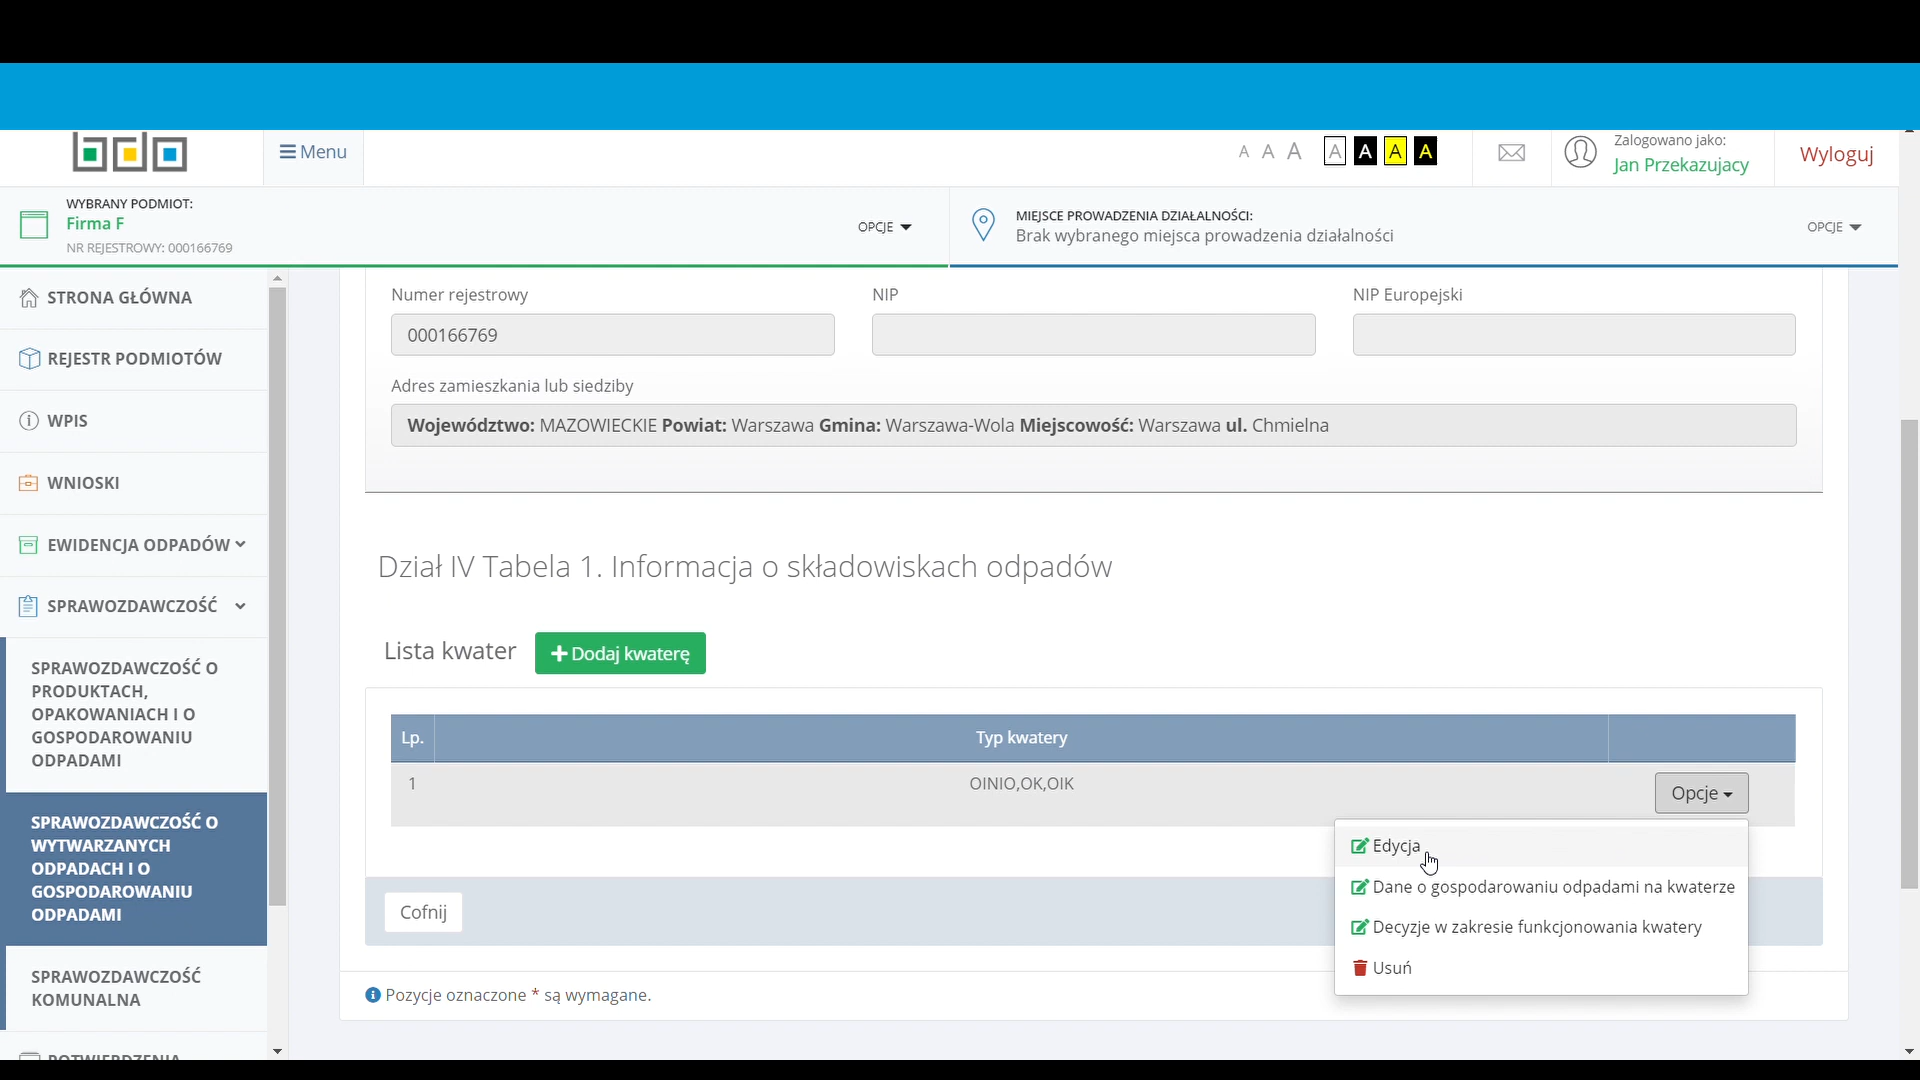 bdo
Menu
A A A A A A A
Zalogowano jako:
Jan Przekazujacy
Wyloguj
WYBRANY PODMIOT:
Firma F
NR REJESTROWY: 000166769
OPCJE
MIEJSCE PROWADZENIA DZIAŁALNOŚCI:
Brak wybranego miejsca prowadzenia działalności
OPCJE
STRONA GŁÓWNA
REJESTR PODMIOTÓW
WPIS
WNIOSKI
EWIDENCJA ODPADÓW
SPRAWOZDAWCZOŚĆ
SPRAWOZDAWCZOŚĆ O
PRODUKTACH,
OPAKOWANIACH I O
GOSPODAROWANIU
ODPADAMI
SPRAWOZDAWCZOŚĆ O
WYTWARZANYCH
ODPADACH I O
GOSPODAROWANIU
ODPADAMI
SPRAWOZDAWCZOŚĆ
KOMUNALNA
POTWIERDZENIA
Numer rejestrowy
NIP
NIP Europejski
000166769
Adres zamieszkania lub siedziby
Województwo: MAZOWIECKIE Powiat: Warszawa Gmina: Warszawa-Wola Miejscowość: Warszawa ul. Chmielna
Dział IV Tabela 1. Informacja o składowiskach odpadów
Lista kwater
Dodaj kwaterę
Lp.
Typ kwatery
1
OINIO,OK,OIK
Opcje
Edycja
Dane o gospodarowaniu odpadami na kwaterze
Decyzje w zakresie funkcjonowania kwatery
Usuń
Cofnij
Pozycje oznaczone * są wymagane.